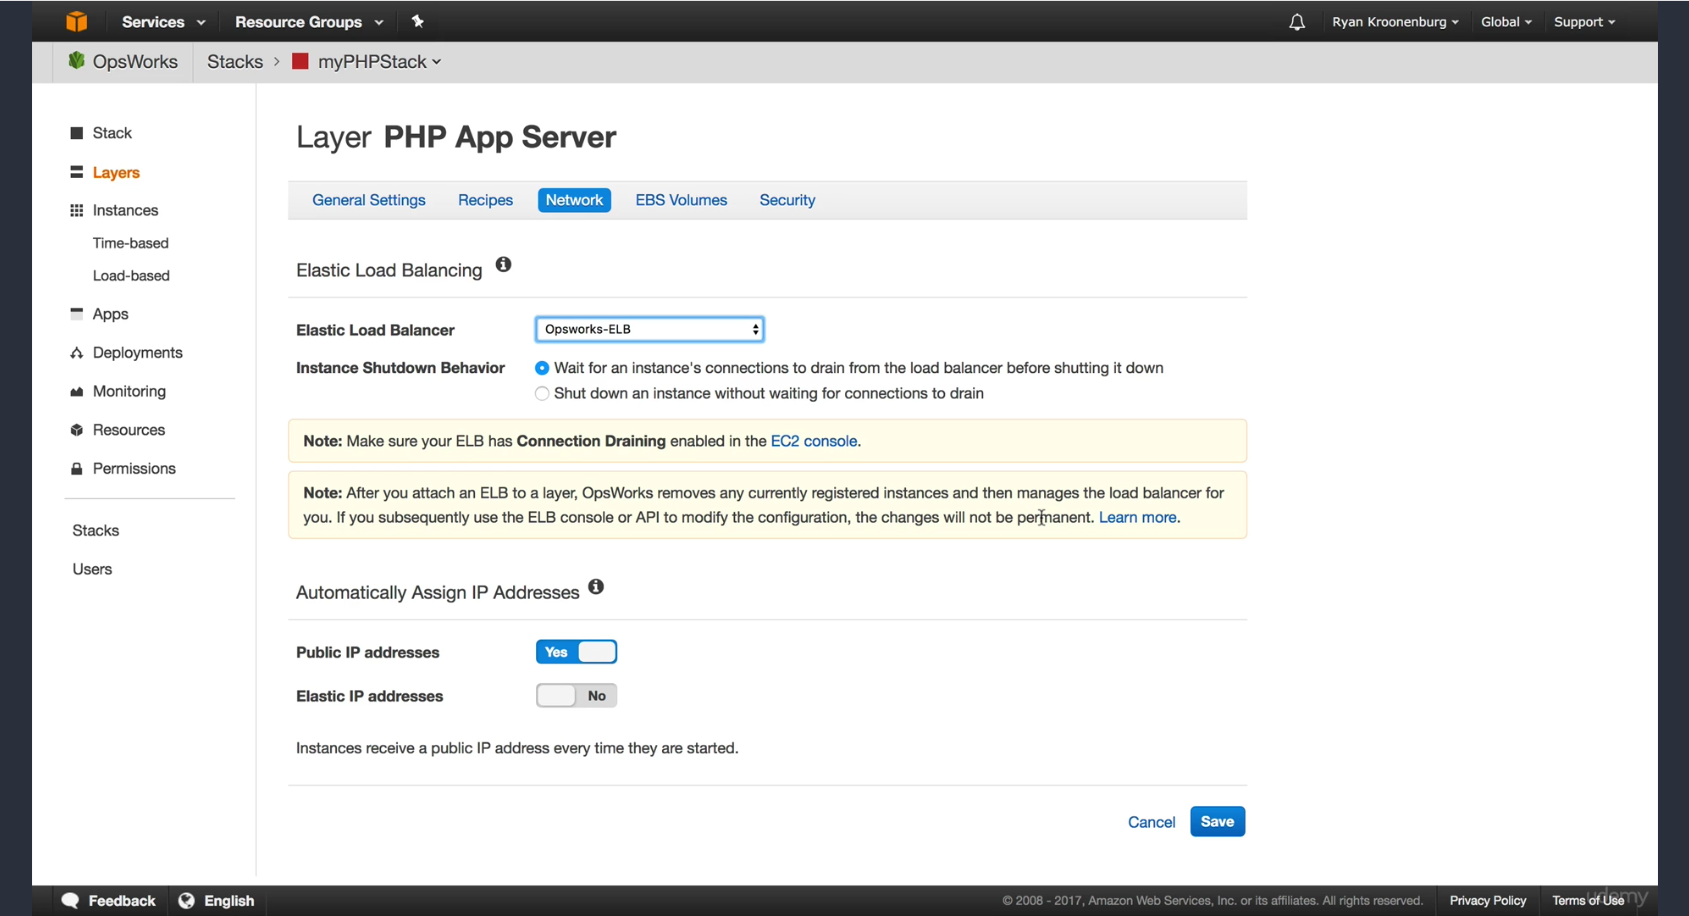 Services Resource Groups Ryan Kroonenburg Global Support
OpsWorks Stacks > myPHPStack
Stack
Layers
Instances
Time-based
Load-based
Apps
Deployments
Monitoring
Resources
Permissions
Stacks
Users
Layer PHP App Server
General Settings Recipes Network EBS Volumes Security
Elastic Load Balancing
Elastic Load Balancer Opsworks-ELB
Instance Shutdown Behavior Wait for an instance's connections to drain from the load balancer before shutting it down
Shut down an instance without waiting for connections to drain
Note: Make sure your ELB has Connection Draining enabled in the EC2 console.
Note: After you attach an ELB to a layer, OpsWorks removes any currently registered instances and then manages the load balancer for
you. If you subsequently use the ELB console or API to modify the configuration, the changes will not be permanent. Learn more.
Automatically Assign IP Addresses
Public IP addresses Yes
Elastic IP addresses No
Instances receive a public IP address every time they are started.
Cancel Save
Feedback English © 2008 - 2017, Amazon Web Services, Inc. or its affiliates. All rights reserved. Privacy Policy Terms of Use
udemy